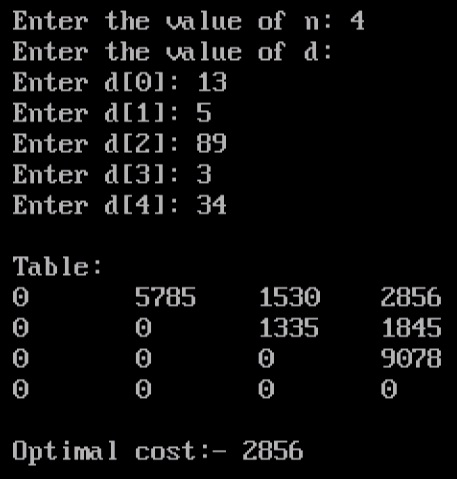 Enter the value of n: 4
Enter the value of d:
Enter d[0]: 13
Enter d[1]: 5
Enter d[2]: 89
Enter d[3]: 3
Enter d[4]: 34
Table:
0 5785 1530 2856
0 0 1335 1845
0 0 0 9078
0 0 0 0
Optimal cost:- 2856